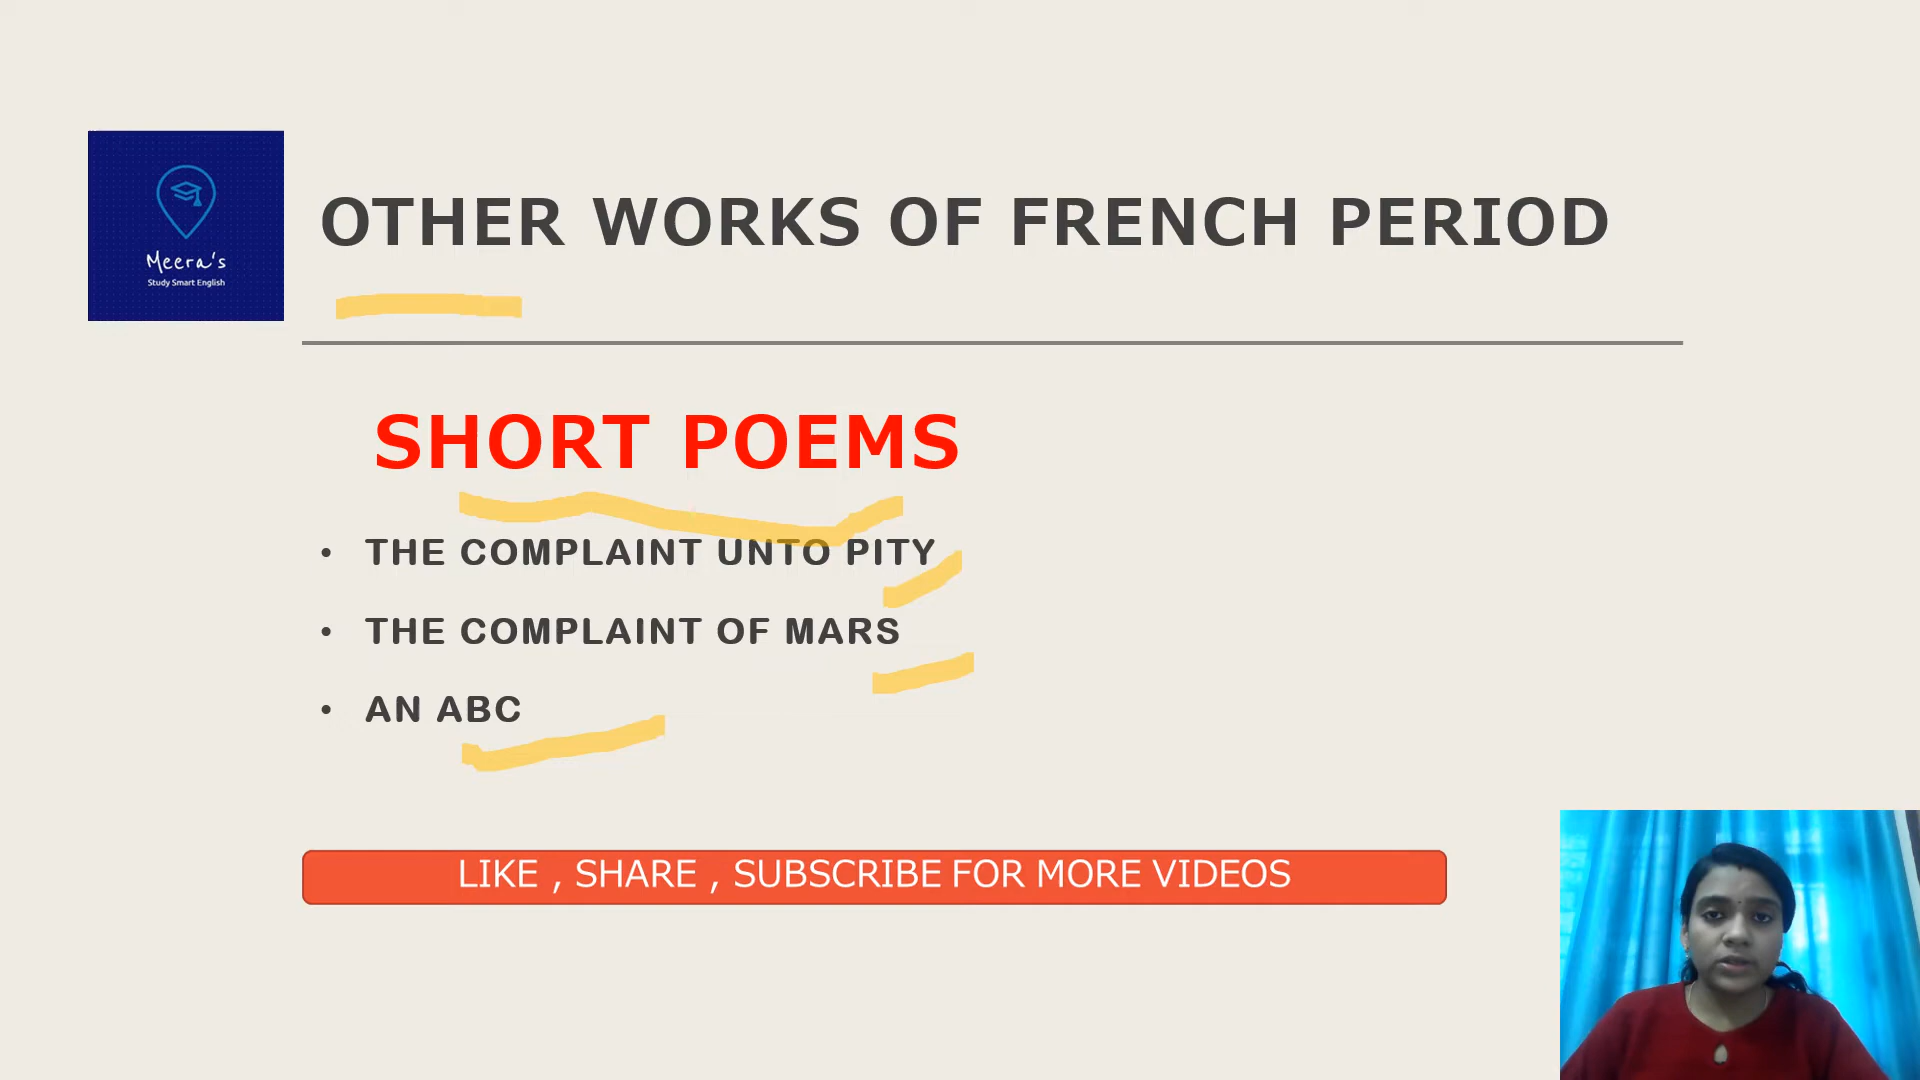 Meera's
Study Smart English
OTHER WORKS OF FRENCH PERIOD
SHORT POEMS
• THE COMPLAINT UNTO PITY
• THE COMPLAINT OF MARS
• AN ABC
LIKE , SHARE , SUBSCRIBE FOR MORE VIDEOS